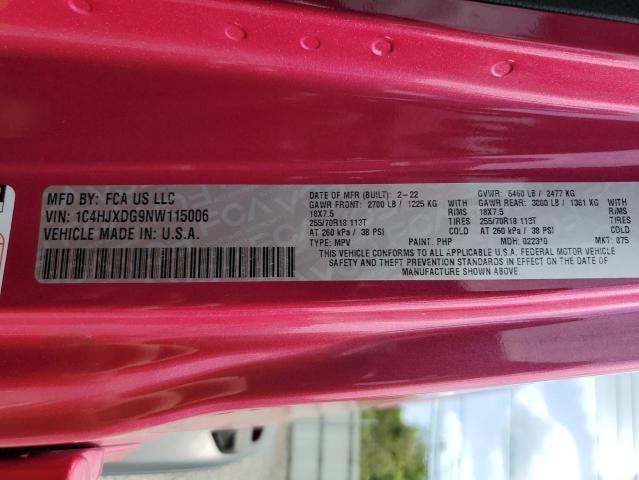 MFD BY: FCA US LLC
VIN: 1C4HJXDG9NW115006
VEHICLE MADE IN: U.S.A.
DATE OF MFR (BUILT): 2-22 GVWR: 5460 LB / 2477 KG
GAWR FRONT: 2700 LB / 1225 KG WITH GAWR REAR: 3000 LB / 1361 KG WITH
18X7.5 RIMS 18X7.5 RIMS
255/70R18 113T TIRES 255/70R18 113T TIRES
AT 260 kPa / 38 PSI COLD AT 260 kPa / 38 PSI COLD
TYPE: MPV PAINT: PHP MDH: 022310 MKT: 075
THIS VEHICLE CONFORMS TO ALL APPLICABLE U.S.A. FEDERAL MOTOR VEHICLE
SAFETY AND THEFT PREVENTION STANDARDS IN EFFECT ON THE DATE OF
MANUFACTURE SHOWN ABOVE.